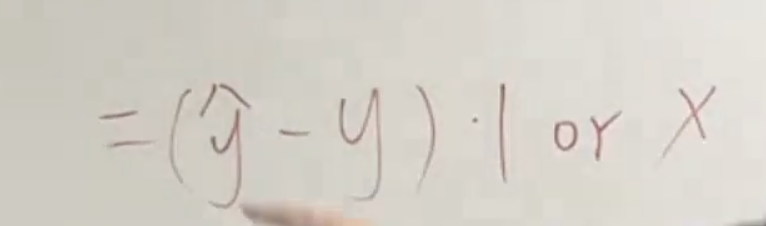 = (ŷ - y) · 1 or x